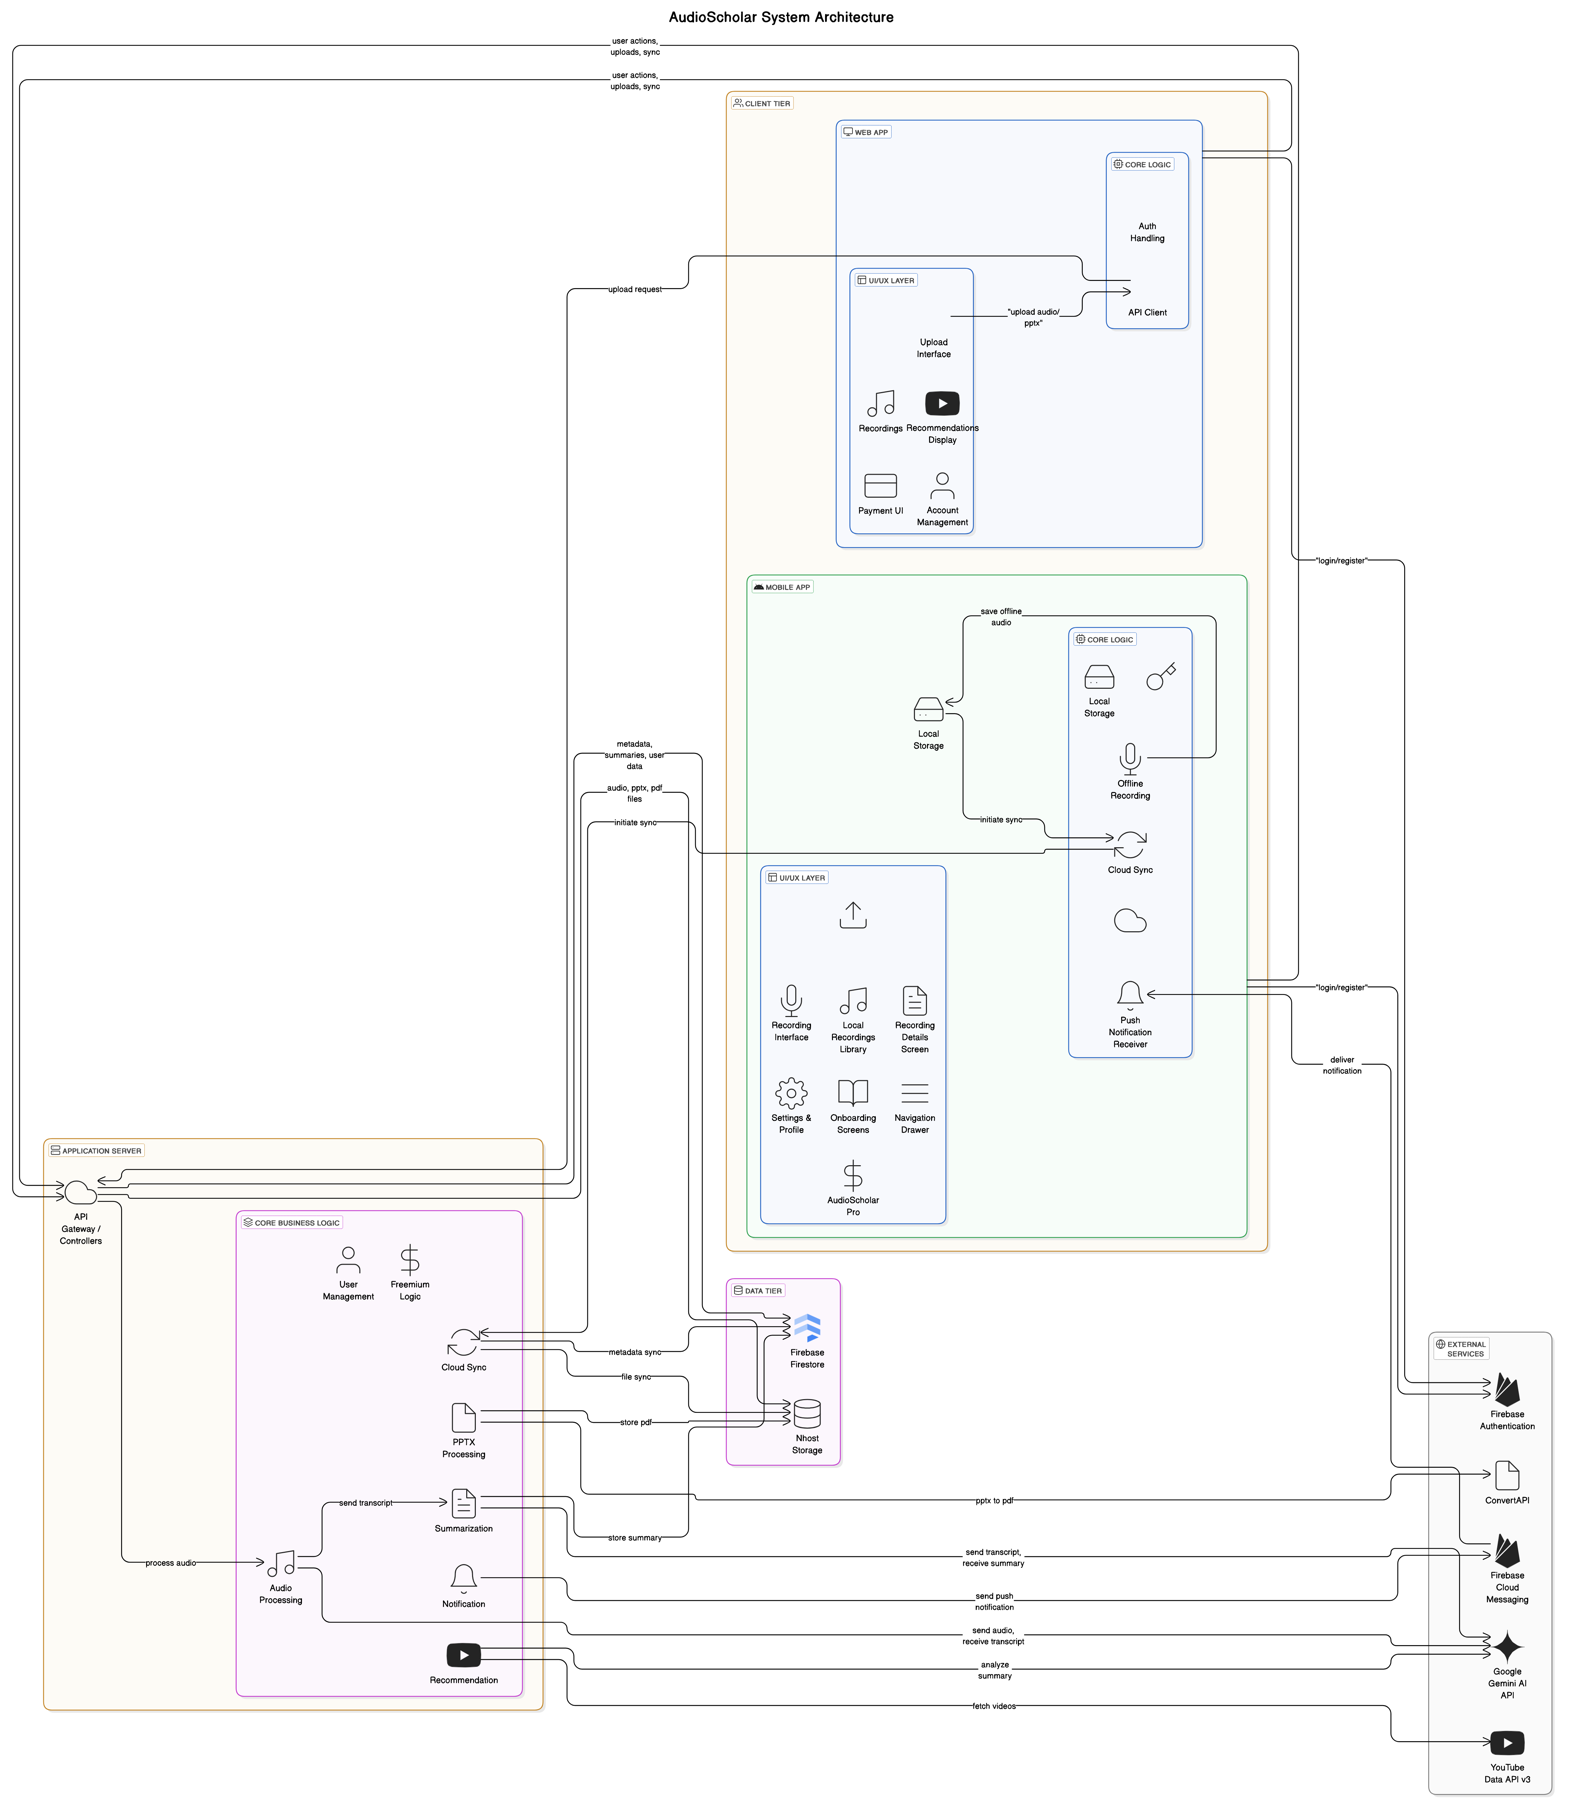 AudioScholar System Architecture
user actions,
uploads, sync
user actions,
uploads, sync
CLIENT TIER
WEB APP
CORE LOGIC
Auth
Handling
API Client
upload request
UI/UX LAYER
"upload audio/
pptx"
Upload
Interface
Recordings
Recommendations
Display
Payment UI
Account
Management
"login/register"
MOBILE APP
save offline
audio
CORE LOGIC
Local
Storage
Local
Storage
Offline
Recording
initiate sync
Cloud Sync
metadata,
summaries, user
data
audio, pptx, pdf
files
initiate sync
UI/UX LAYER
Recording
Interface
Local
Recordings
Library
Recording
Details
Screen
Push
Notification
Receiver
"login/register"
deliver
notification
Settings &
Profile
Onboarding
Screens
Navigation
Drawer
AudioScholar
Pro
APPLICATION SERVER
API
Gateway /
Controllers
CORE BUSINESS LOGIC
User
Management
Freemium
Logic
Cloud Sync
PPTX
Processing
send transcript
Summarization
process audio
Audio
Processing
Notification
Recommendation
DATA TIER
Firebase
Firestore
Nhost
Storage
metadata sync
file sync
store pdf
store summary
pptx to pdf
send transcript,
receive summary
send push
notification
send audio,
receive transcript
analyze
summary
fetch videos
EXTERNAL
SERVICES
Firebase
Authentication
ConvertAPI
Firebase
Cloud
Messaging
Google
Gemini AI
API
YouTube
Data API v3